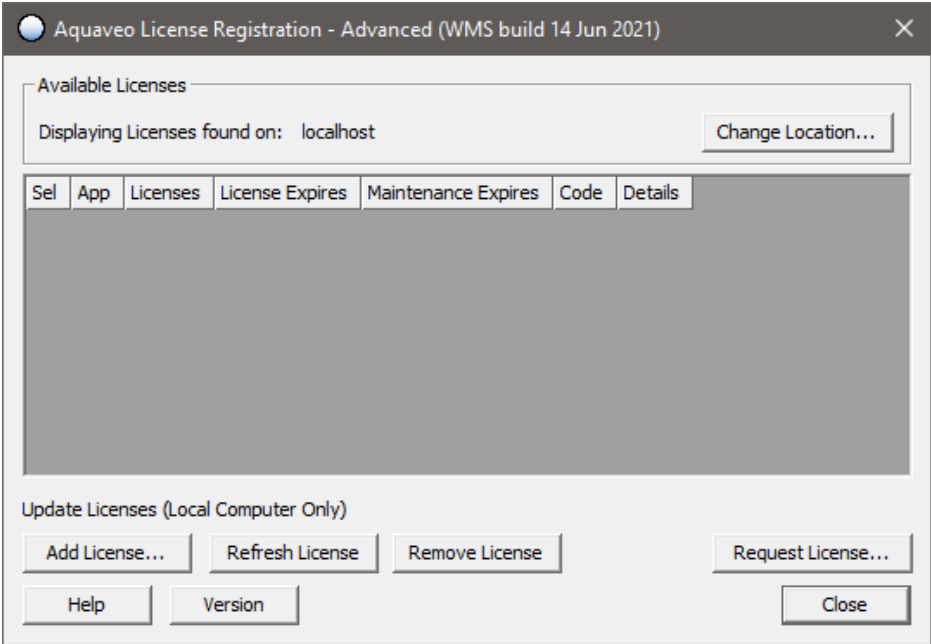 Aquaveo License Registration - Advanced (WMS build 14 Jun 2021)
Available Licenses
Displaying Licenses found on: localhost Change Location...
Sel App Licenses License Expires Maintenance Expires Code Details
Update Licenses (Local Computer Only)
Add License... Refresh License Remove License Request License...
Help Version Close